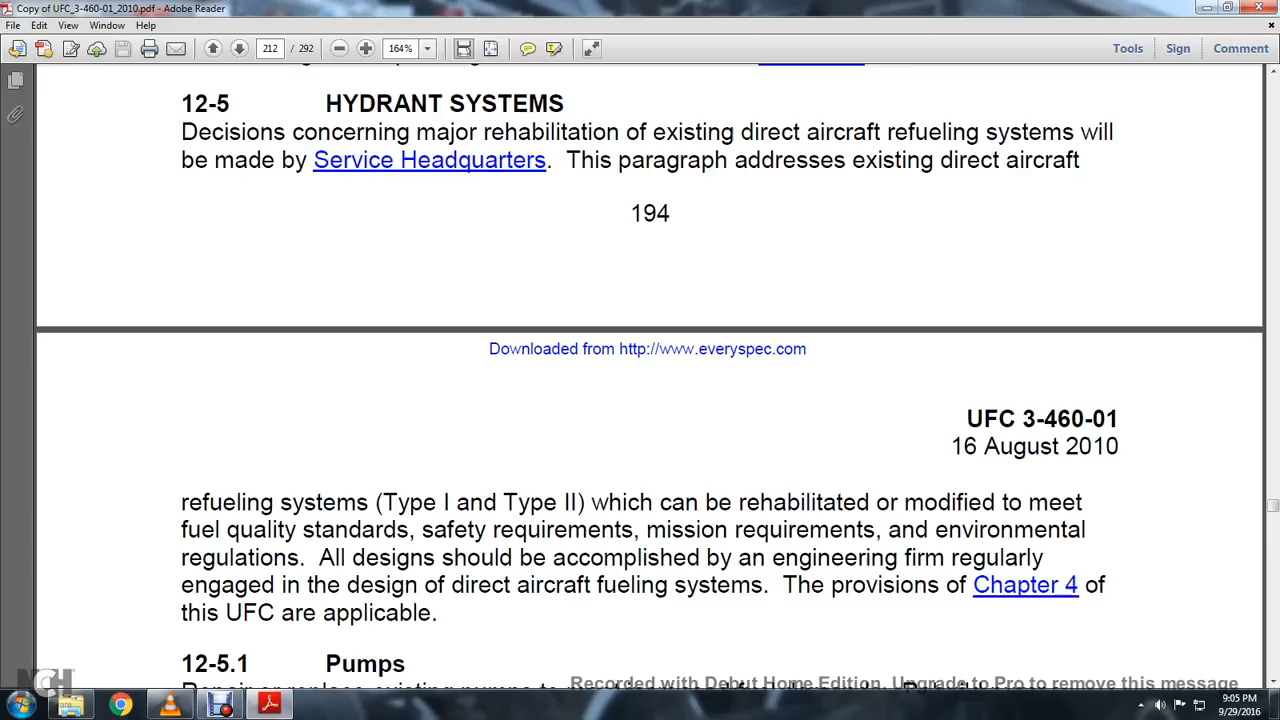 Copy of UFC_3-460-01_2010.pdf - Adobe Reader
File Edit View Window Help
212 / 292 164% Tools Sign Comment
12-5 HYDRANT SYSTEMS
Decisions concerning major rehabilitation of existing direct aircraft refueling systems will
be made by Service Headquarters. This paragraph addresses existing direct aircraft
194
Downloaded from http://www.everyspec.com
UFC 3-460-01
16 August 2010
refueling systems (Type I and Type II) which can be rehabilitated or modified to meet
fuel quality standards, safety requirements, mission requirements, and environmental
regulations. All designs should be accomplished by an engineering firm regularly
engaged in the design of direct aircraft fueling systems. The provisions of Chapter 4 of
this UFC are applicable.
12-5.1 Pumps
Repair or replace existing pumps to
NCH
Recorded with Debut Home Edition. Upgrade to Pro to remove this message
9:05 PM
9/29/2016